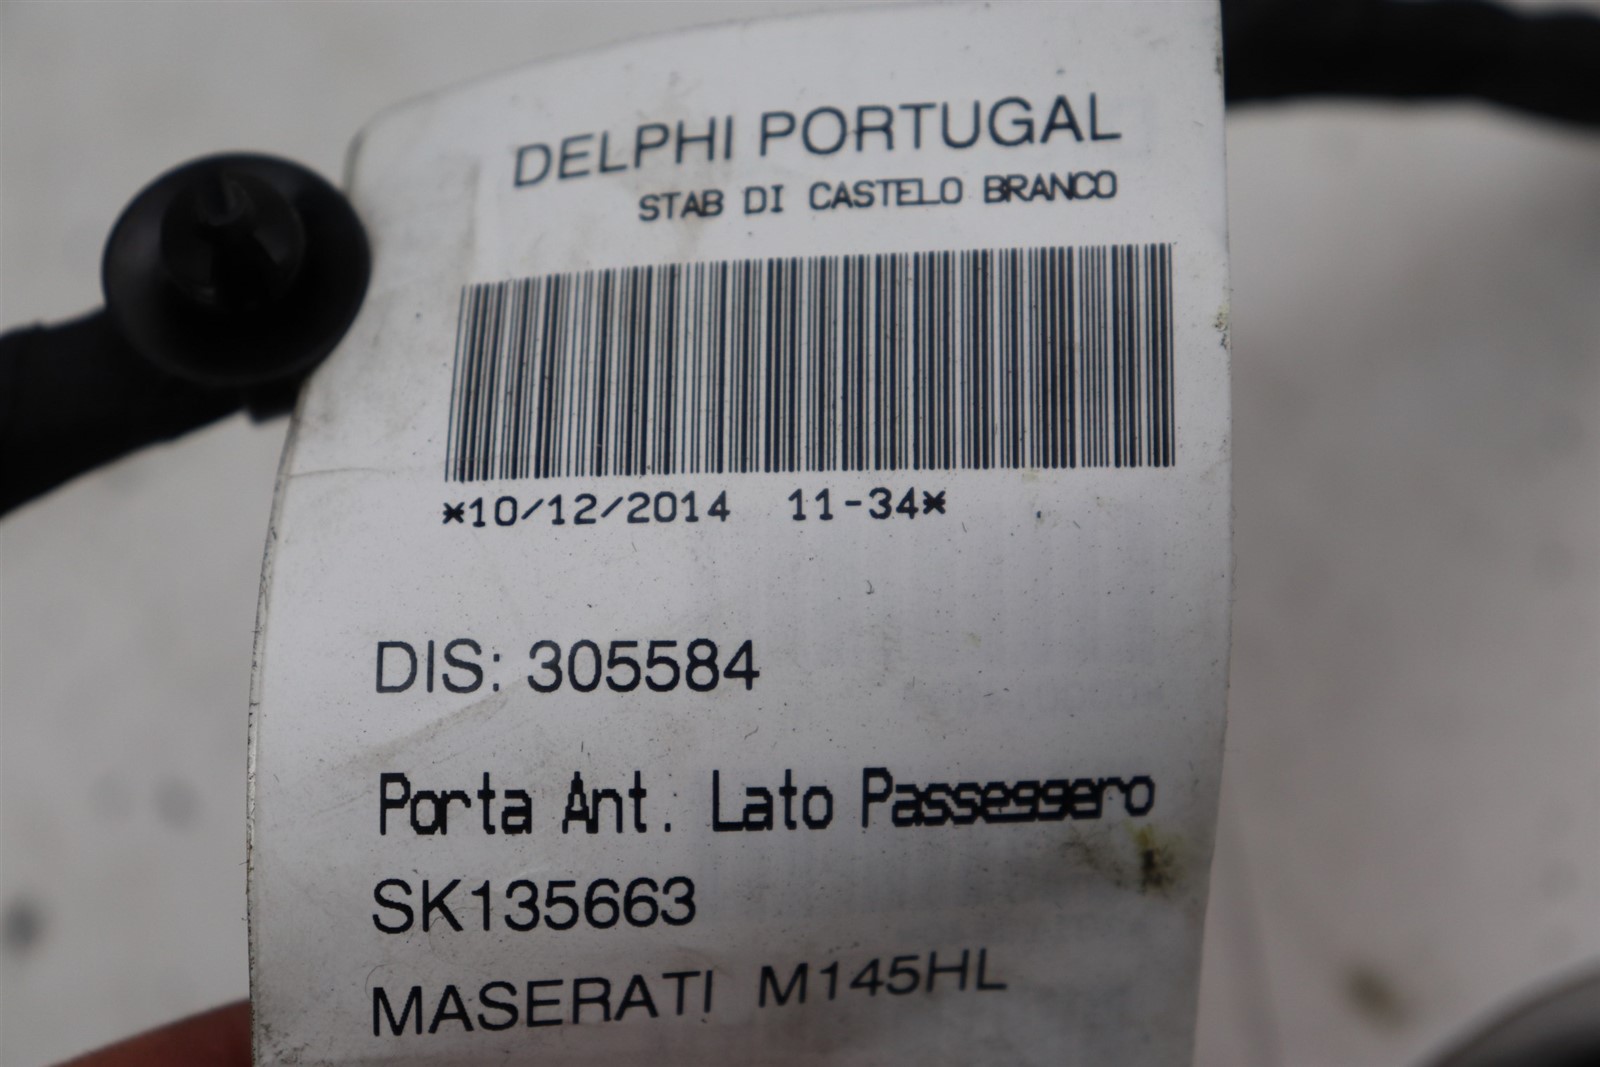 DELPHI PORTUGAL
STAB DI CASTELO BRANCO
*10/12/2014 11-34*
DIS: 305584
Porta Ant. Lato Passeggero
SK135663
MASERATI M145HL